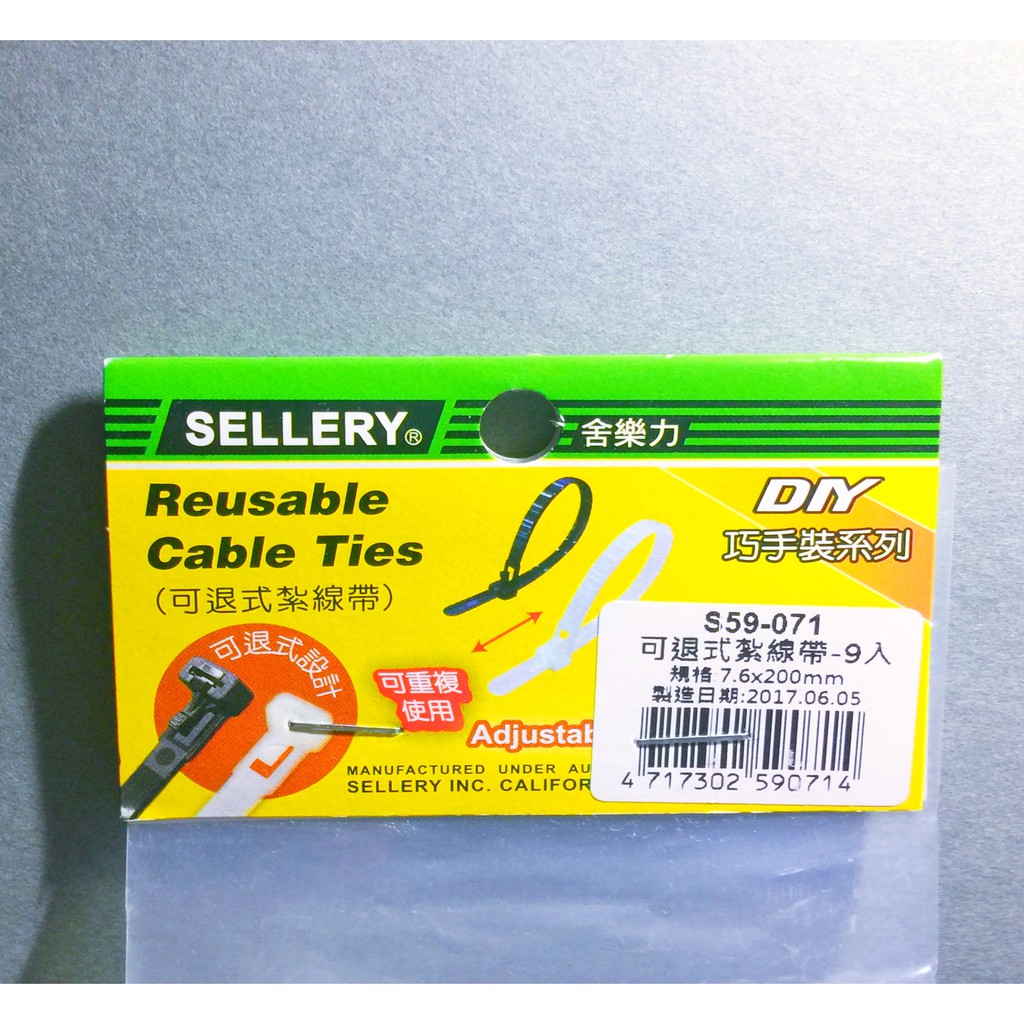 SELLERY®
舍樂力
Reusable
Cable Ties
(可退式紮線帶)
DIY
巧手裝系列
可退式設計
可重複
使用
Adjustab
MANUFACTURED UNDER AU
SELLERY INC. CALIFOR
S59-071
可退式紮線帶-9入
規格:7.6x200mm
製造日期:2017.06.05
4 717302 590714